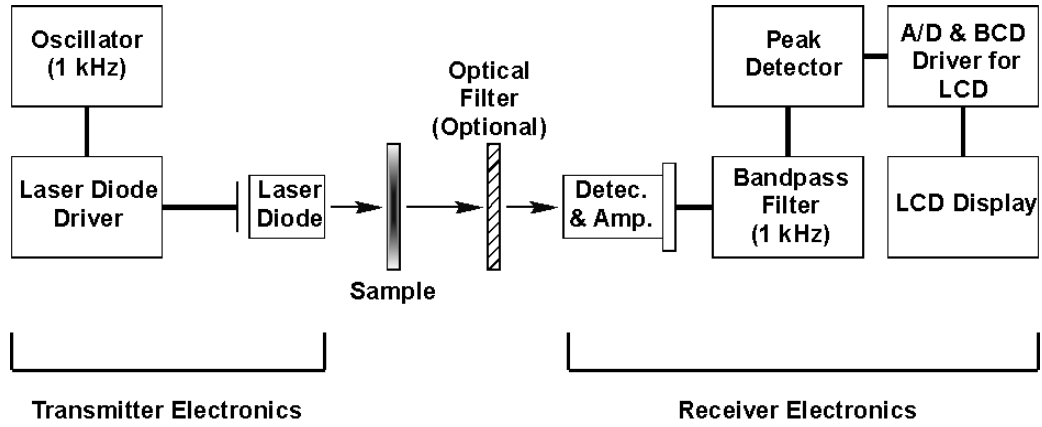 Oscillator
(1 kHz)
Laser Diode
Driver
Laser
Diode
Sample
Optical
Filter
(Optional)
Detec.
& Amp.
Bandpass
Filter
(1 kHz)
Peak
Detector
A/D & BCD
Driver for
LCD
LCD Display
Transmitter Electronics
Receiver Electronics